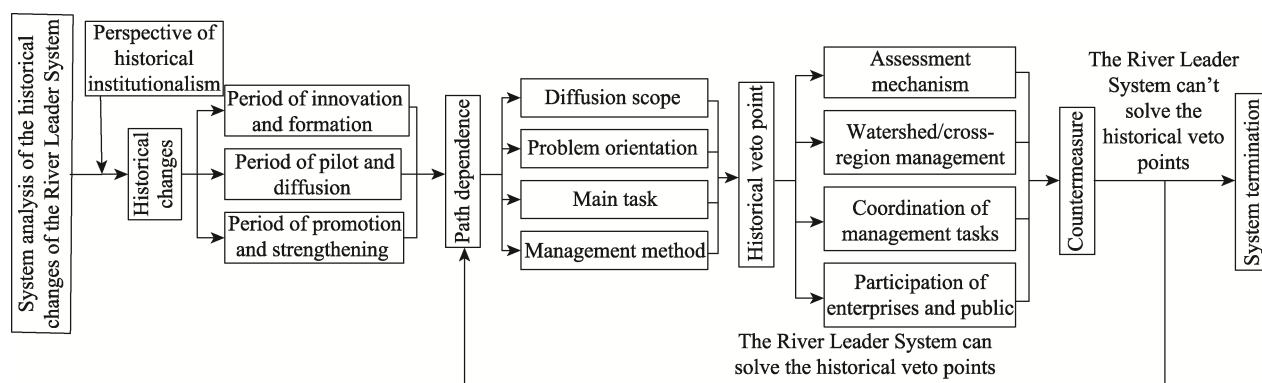 System analysis of the historical
changes of the River Leader System
Perspective of
historical
institutionalism
Historical
changes
Period of innovation
and formation
Period of pilot and
diffusion
Period of promotion
and strengthening
Path dependence
Diffusion scope
Problem orientation
Main task
Management method
Historical veto point
Assessment
mechanism
Watershed/cross-
region management
Coordination of
management tasks
Participation of
enterprises and public
Countermeasure
The River Leader
System can't
solve the
historical veto
points
System termination
The River Leader System can
solve the historical veto points